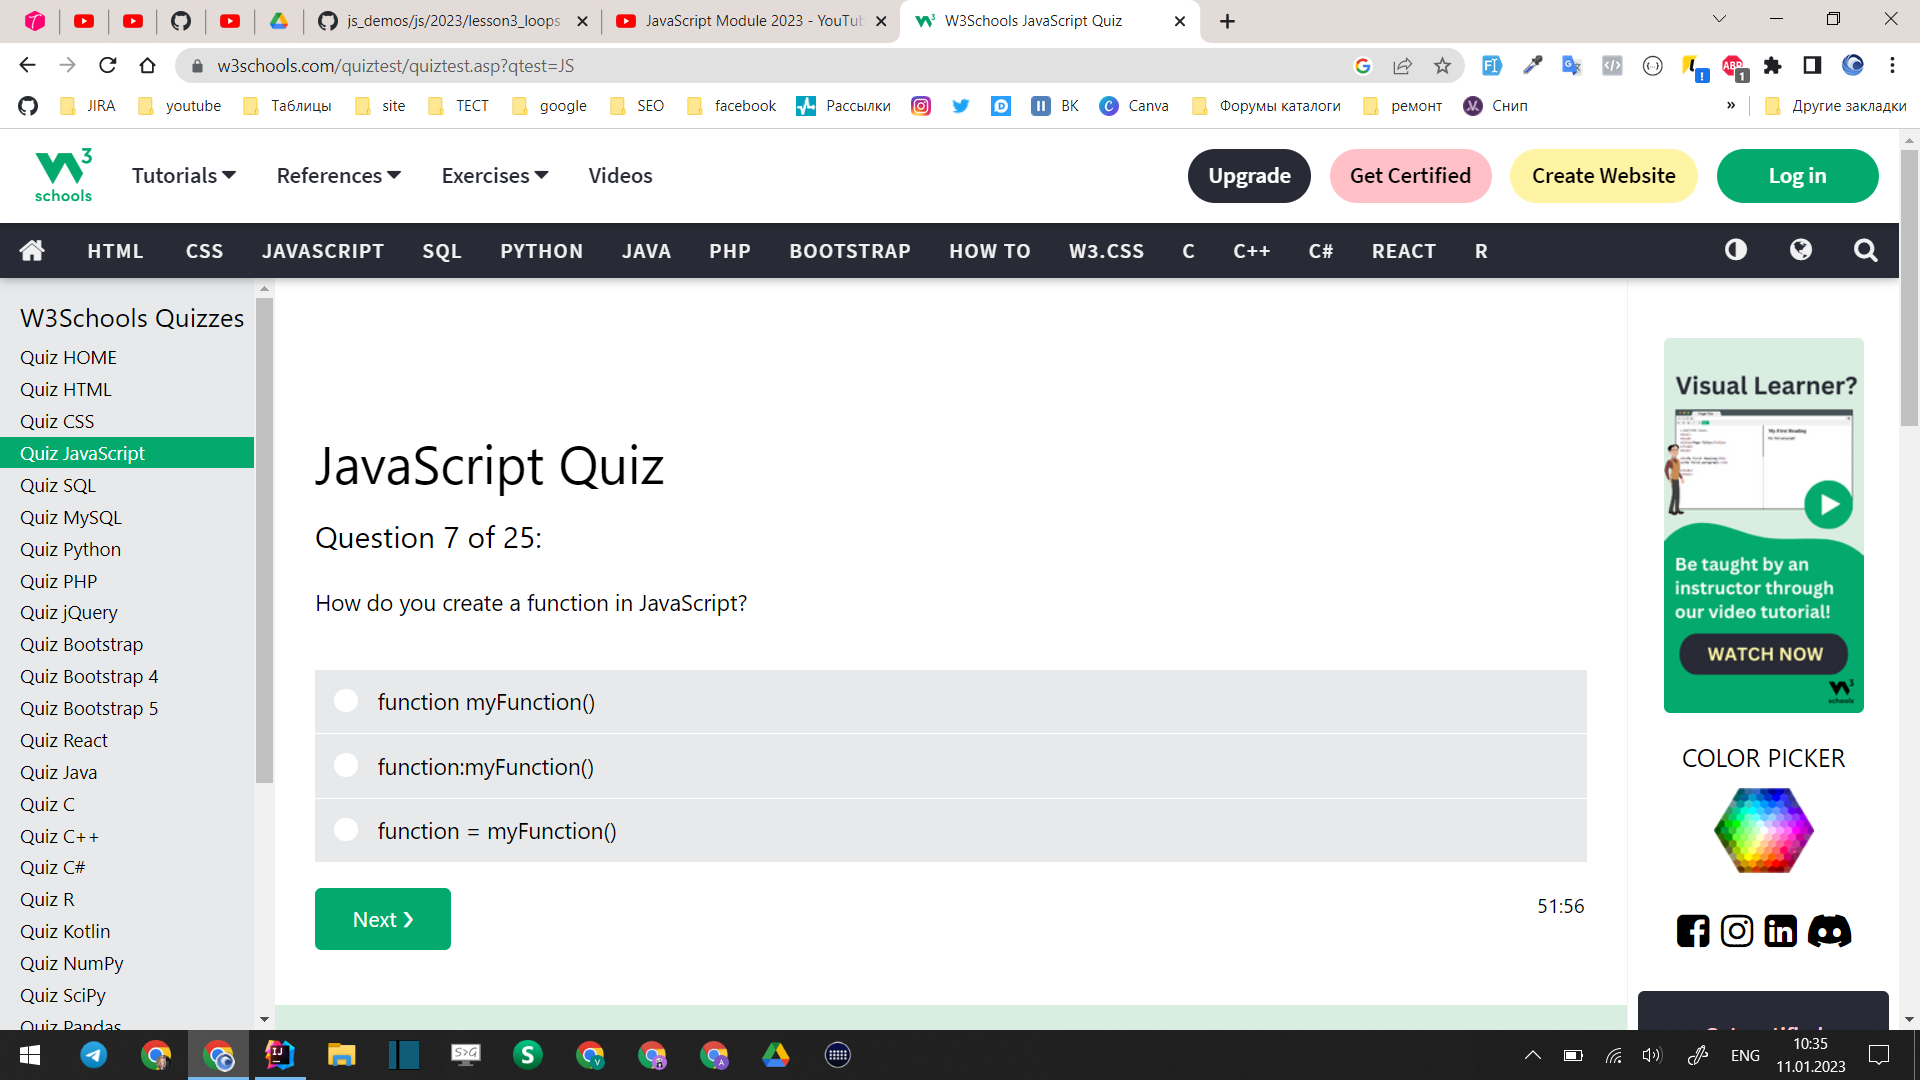 js_demos/js/2023/lesson3_loops
JavaScript Module 2023 - YouTu
W3Schools JavaScript Quiz
w3schools.com/quiztest/quiztest.asp?qtest=JS
JIRA
youtube
Таблицы
site
ТЕСТ
google
SEO
facebook
Рассылки
ВК
Canva
Форумы каталоги
ремонт
Снип
»
Другие закладки
W3 schools
Tutorials
References
Exercises
Videos
Upgrade
Get Certified
Create Website
Log in
HTML
CSS
JAVASCRIPT
SQL
PYTHON
JAVA
PHP
BOOTSTRAP
HOW TO
W3.CSS
C
C++
C#
REACT
R
W3Schools Quizzes
Quiz HOME
Quiz HTML
Quiz CSS
Quiz JavaScript
Quiz SQL
Quiz MySQL
Quiz Python
Quiz PHP
Quiz jQuery
Quiz Bootstrap
Quiz Bootstrap 4
Quiz Bootstrap 5
Quiz React
Quiz Java
Quiz C
Quiz C++
Quiz C#
Quiz R
Quiz Kotlin
Quiz NumPy
Quiz SciPy
Quiz Pandas
JavaScript Quiz
Question 7 of 25:
How do you create a function in JavaScript?
function myFunction()
function:myFunction()
function = myFunction()
Next ❯
51:56
Visual Learner?
My First Heading
Be taught by an
instructor through
our video tutorial!
WATCH NOW
W3 schools
COLOR PICKER
ENG
10:35
11.01.2023